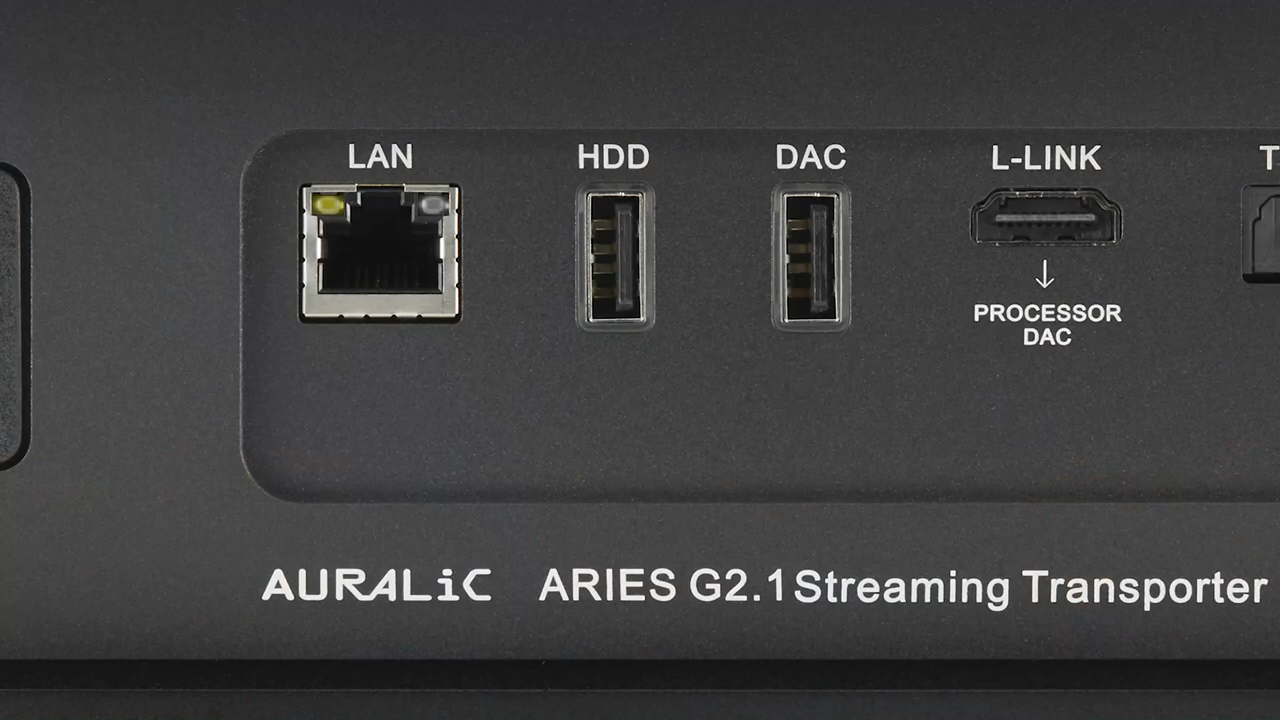 LAN HDD DAC L-LINK
PROCESSOR
DAC
AURALiC ARIES G2.1 Streaming Transporter